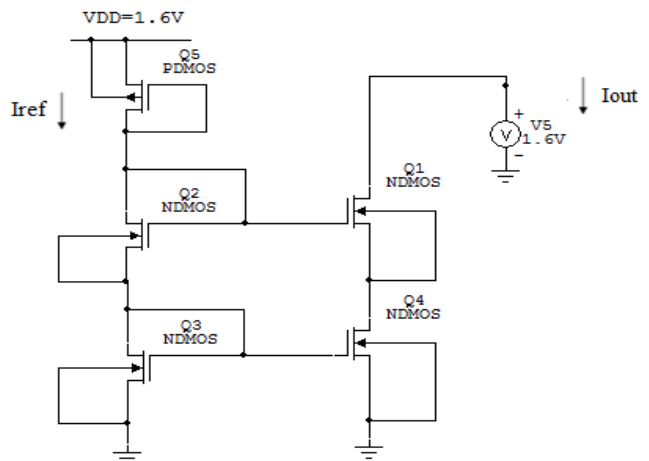 VDD=1.6V
Q5
PDMOS
Iref
Iout
+
V
V5
1.6V
-
Q1
NDMOS
Q2
NDMOS
Q4
NDMOS
Q3
NDMOS